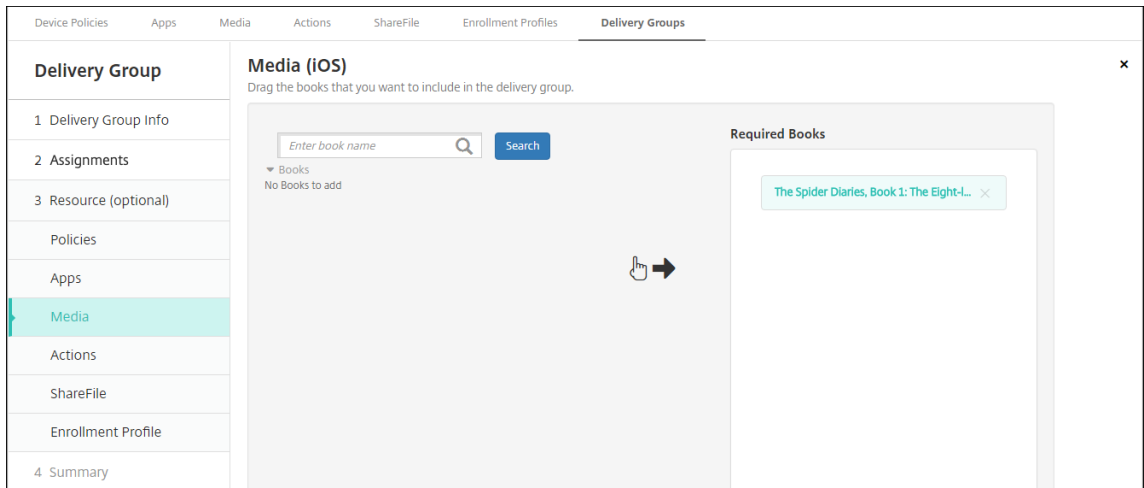 Device Policies Apps Media Actions ShareFile Enrollment Profiles Delivery Groups
Delivery Group
1 Delivery Group Info
2 Assignments
3 Resource (optional)
Policies
Apps
Media
Actions
ShareFile
Enrollment Profile
4 Summary
Media (iOS)
Drag the books that you want to include in the delivery group.
Enter book name
Search
Books
No Books to add
Required Books
The Spider Diaries, Book 1: The Eight-l...